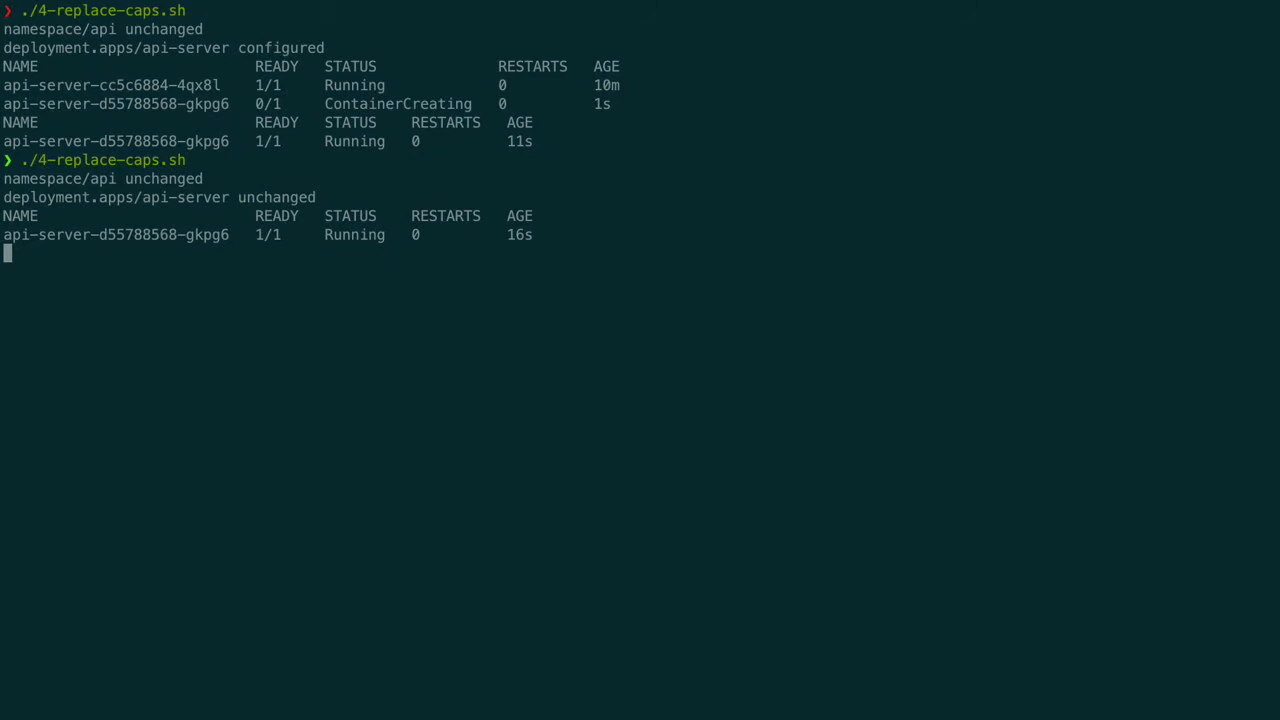 ❯ ./4-replace-caps.sh
namespace/api unchanged
deployment.apps/api-server configured
NAME                         READY   STATUS              RESTARTS   AGE
api-server-cc5c6884-4qx8l    1/1     Running             0          10m
api-server-d55788568-gkpg6   0/1     ContainerCreating   0          1s
NAME                         READY   STATUS    RESTARTS   AGE
api-server-d55788568-gkpg6   1/1     Running   0          11s
❯ ./4-replace-caps.sh
namespace/api unchanged
deployment.apps/api-server unchanged
NAME                         READY   STATUS    RESTARTS   AGE
api-server-d55788568-gkpg6   1/1     Running   0          16s